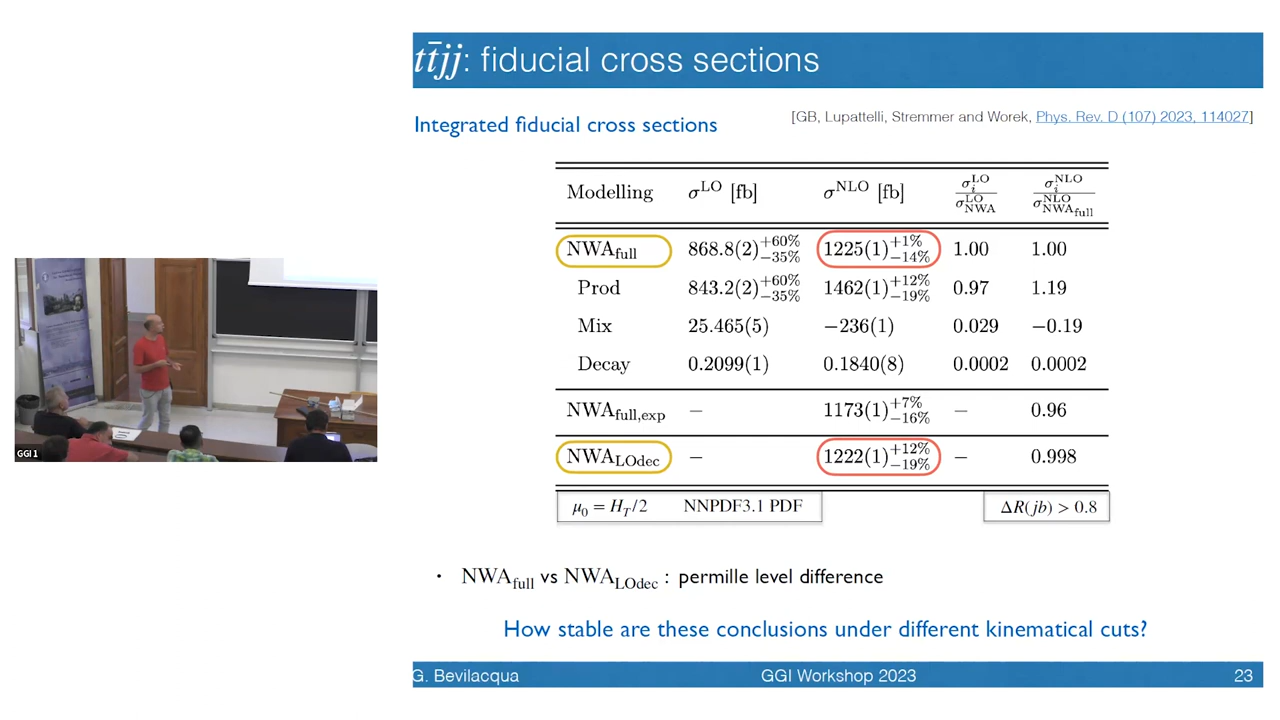 tt̄jj: fiducial cross sections
Integrated fiducial cross sections
[GB, Lupattelli, Stremmer and Worek, Phys. Rev. D (107) 2023, 114027]
Modelling σ^LO [fb] σ^NLO [fb] σ_i^LO/σ_NWA^LO σ_i^NLO/σ_NWA_full^NLO
NWA_full 868.8(2)^+60%_−35% 1225(1)^+1%_−14% 1.00 1.00
Prod 843.2(2)^+60%_−35% 1462(1)^+12%_−19% 0.97 1.19
Mix 25.465(5) −236(1) 0.029 −0.19
Decay 0.2099(1) 0.1840(8) 0.0002 0.0002
NWA_full,exp – 1173(1)^+7%_−16% – 0.96
NWA_LOdec – 1222(1)^+12%_−19% – 0.998
μ_0 = H_T/2 NNPDF3.1 PDF ΔR(jb) > 0.8
• NWA_full vs NWA_LOdec : permille level difference
How stable are these conclusions under different kinematical cuts?
G. Bevilacqua GGI Workshop 2023 23
GGI 1